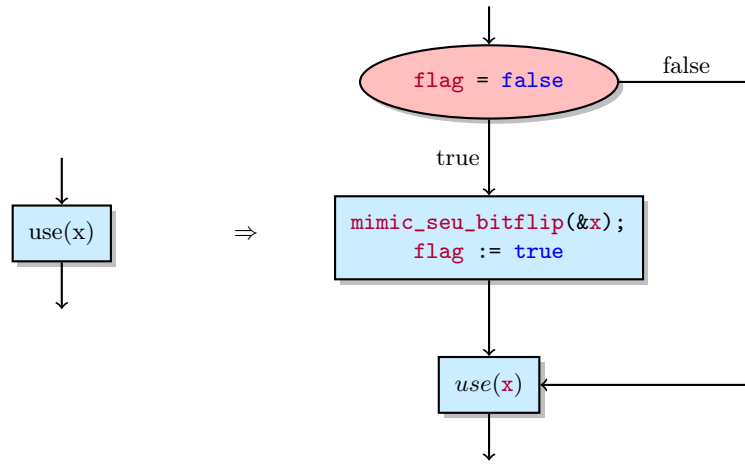 flag = false
false
true
mimic_seu_bitflip(&x);
flag := true
use(x)
⇒
use(x)